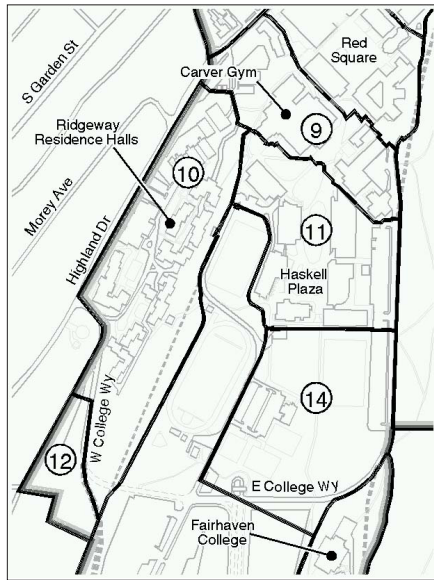 S Garden St
Red
Square
Carver Gym
9
Ridgeway
Residence Halls
10
Morey Ave
11
Highland Dr
Haskell
Plaza
14
W College Wy
12
E College Wy
Fairhaven
College